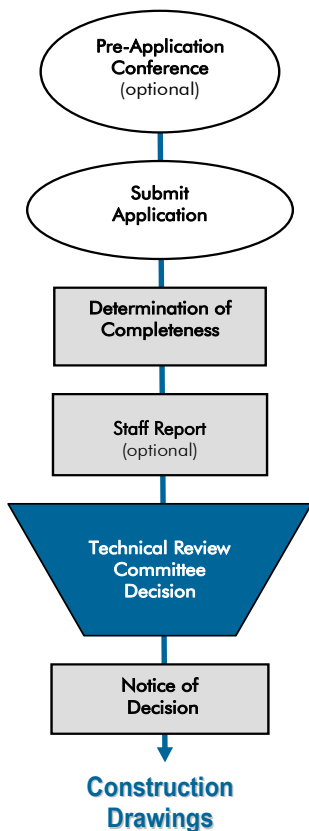 Pre-Application
Conference
(optional)
Submit
Application
Determination of
Completeness
Staff Report
(optional)
Technical Review
Committee
Decision
Notice of
Decision
Construction
Drawings